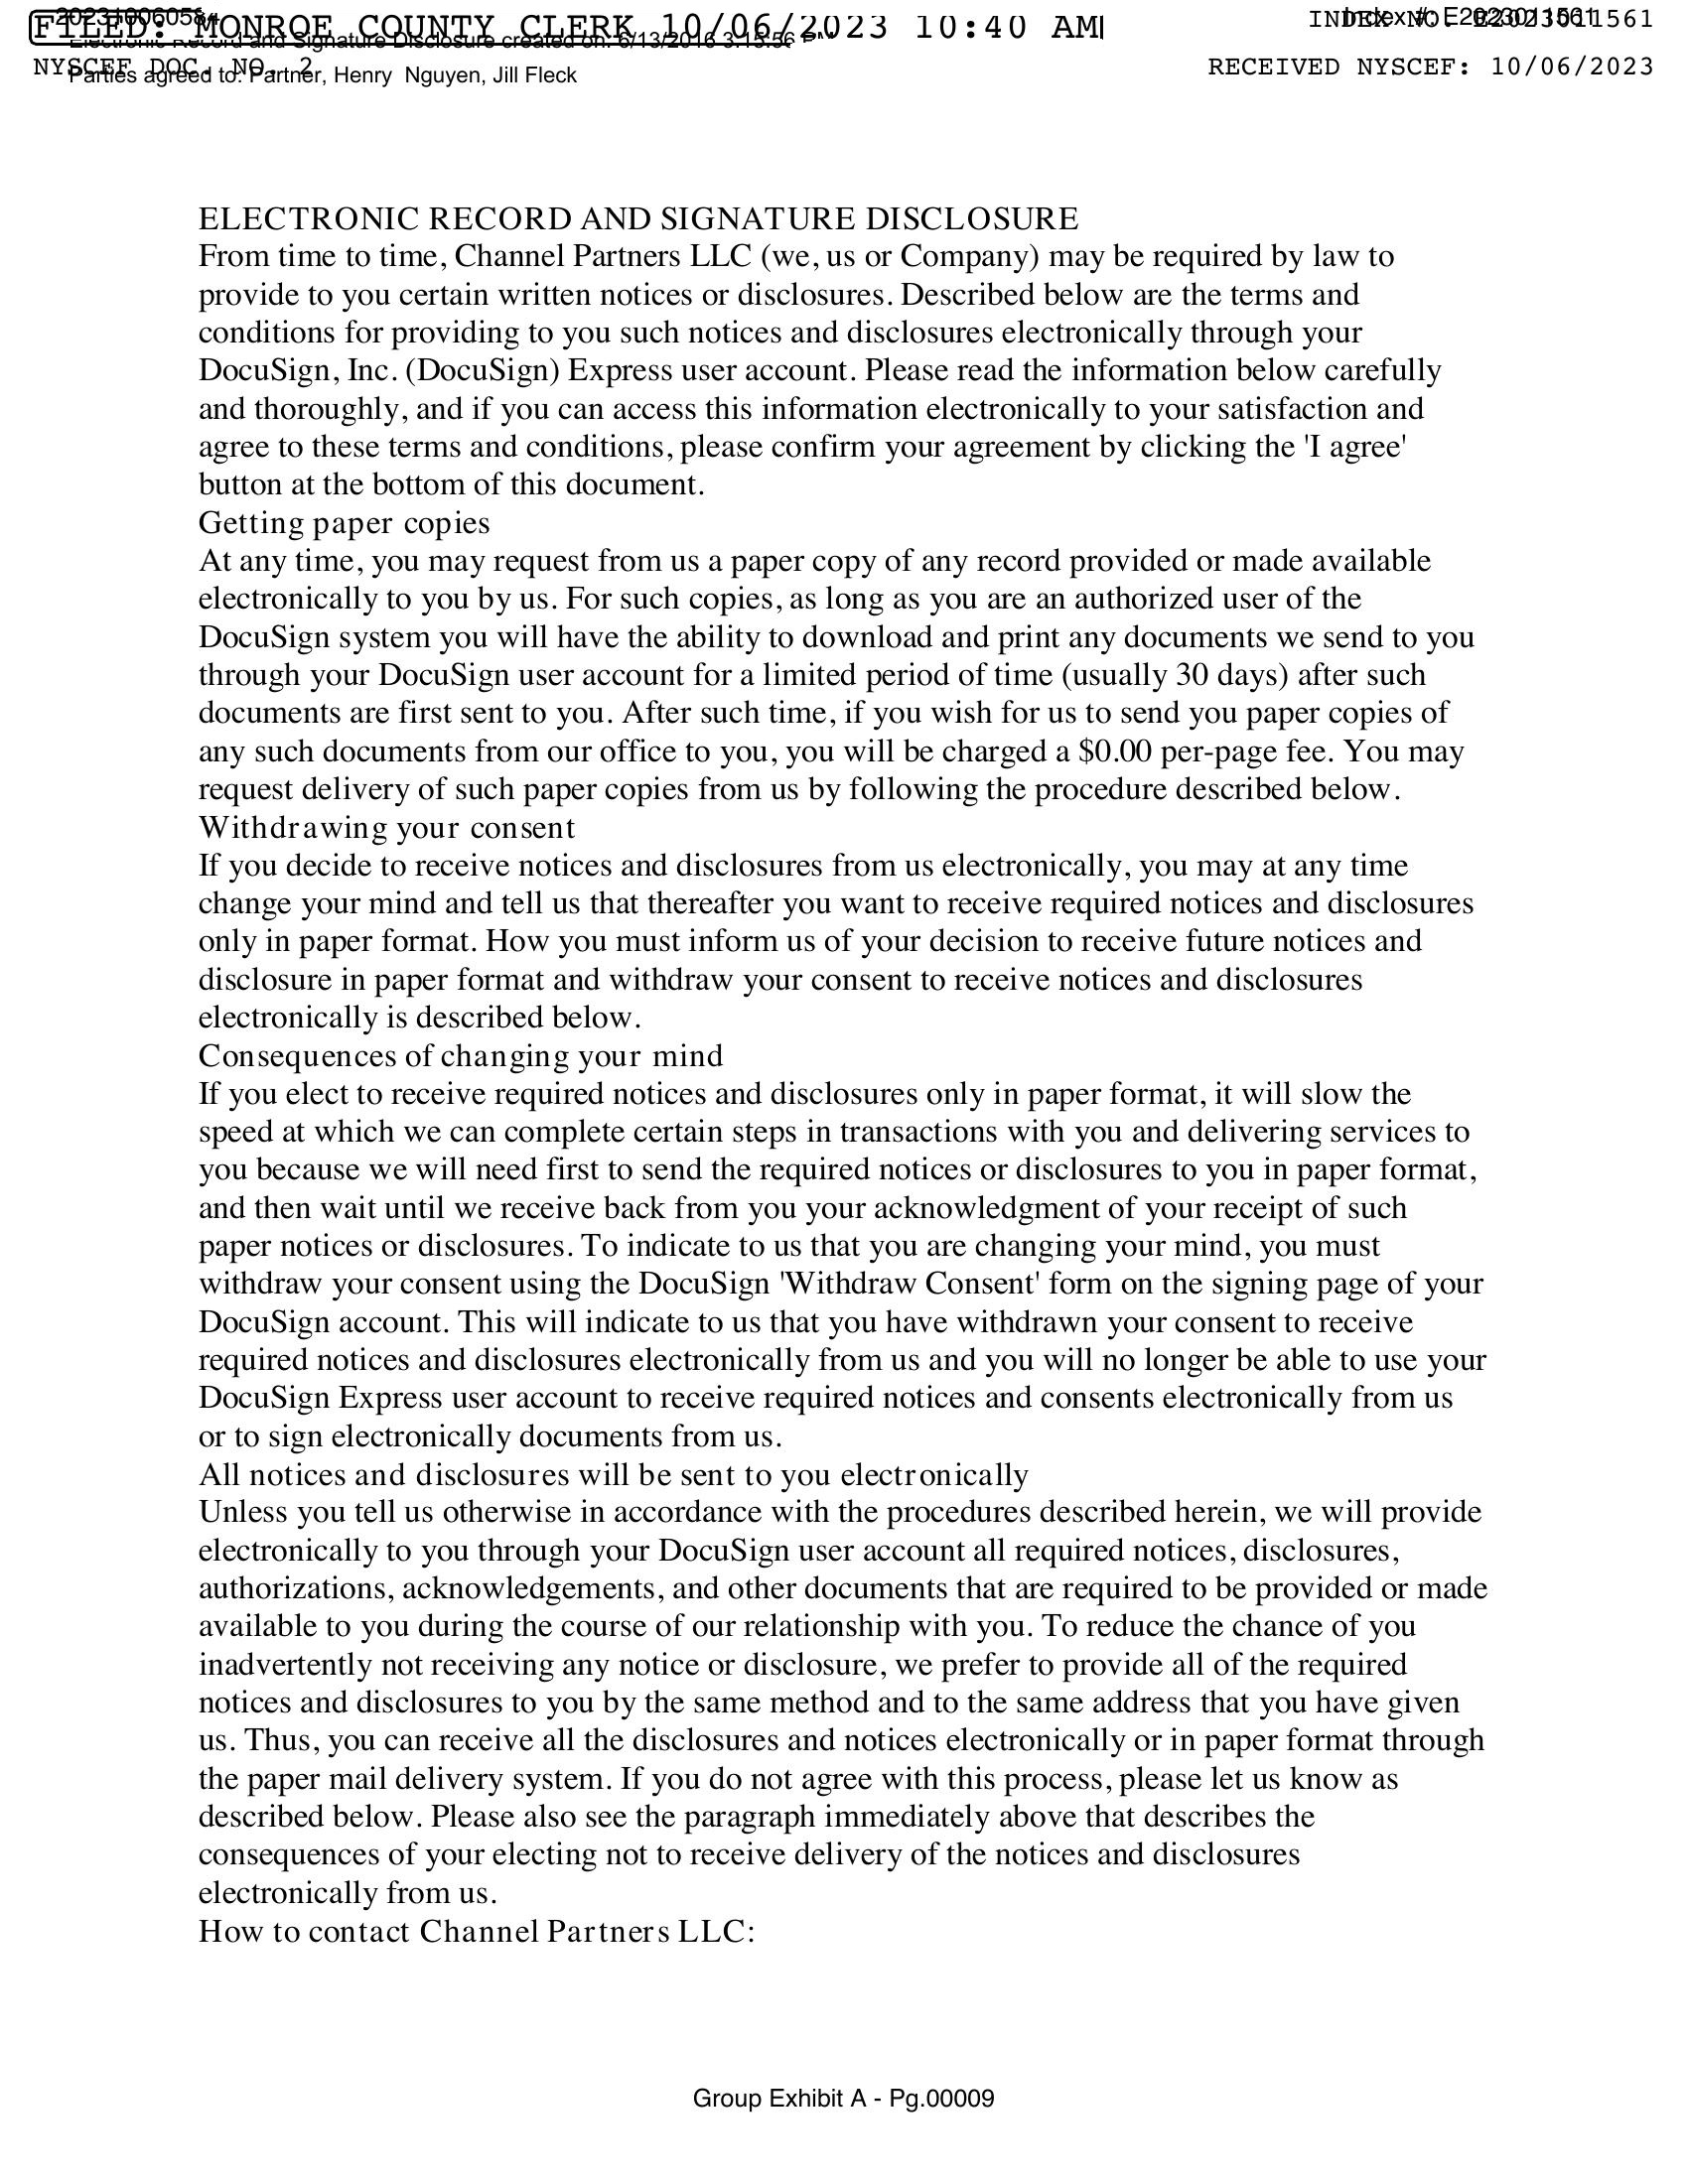 202310060584
FILED: MONROE COUNTY CLERK 10/06/2023 10:40 AM
INDEX NO. E2023011561
Index #: E2023011561
Electronic Record and Signature Disclosure created on: 6/13/2016 3:15:56 PM
NYSCEF DOC. NO. 2
RECEIVED NYSCEF: 10/06/2023
Parties agreed to: Partner, Henry Nguyen, Jill Fleck
ELECTRONIC RECORD AND SIGNATURE DISCLOSURE
From time to time, Channel Partners LLC (we, us or Company) may be required by law to
provide to you certain written notices or disclosures. Described below are the terms and
conditions for providing to you such notices and disclosures electronically through your
DocuSign, Inc. (DocuSign) Express user account. Please read the information below carefully
and thoroughly, and if you can access this information electronically to your satisfaction and
agree to these terms and conditions, please confirm your agreement by clicking the 'I agree'
button at the bottom of this document.
Getting paper copies
At any time, you may request from us a paper copy of any record provided or made available
electronically to you by us. For such copies, as long as you are an authorized user of the
DocuSign system you will have the ability to download and print any documents we send to you
through your DocuSign user account for a limited period of time (usually 30 days) after such
documents are first sent to you. After such time, if you wish for us to send you paper copies of
any such documents from our office to you, you will be charged a $0.00 per-page fee. You may
request delivery of such paper copies from us by following the procedure described below.
Withdrawing your consent
If you decide to receive notices and disclosures from us electronically, you may at any time
change your mind and tell us that thereafter you want to receive required notices and disclosures
only in paper format. How you must inform us of your decision to receive future notices and
disclosure in paper format and withdraw your consent to receive notices and disclosures
electronically is described below.
Consequences of changing your mind
If you elect to receive required notices and disclosures only in paper format, it will slow the
speed at which we can complete certain steps in transactions with you and delivering services to
you because we will need first to send the required notices or disclosures to you in paper format,
and then wait until we receive back from you your acknowledgment of your receipt of such
paper notices or disclosures. To indicate to us that you are changing your mind, you must
withdraw your consent using the DocuSign 'Withdraw Consent' form on the signing page of your
DocuSign account. This will indicate to us that you have withdrawn your consent to receive
required notices and disclosures electronically from us and you will no longer be able to use your
DocuSign Express user account to receive required notices and consents electronically from us
or to sign electronically documents from us.
All notices and disclosures will be sent to you electronically
Unless you tell us otherwise in accordance with the procedures described herein, we will provide
electronically to you through your DocuSign user account all required notices, disclosures,
authorizations, acknowledgements, and other documents that are required to be provided or made
available to you during the course of our relationship with you. To reduce the chance of you
inadvertently not receiving any notice or disclosure, we prefer to provide all of the required
notices and disclosures to you by the same method and to the same address that you have given
us. Thus, you can receive all the disclosures and notices electronically or in paper format through
the paper mail delivery system. If you do not agree with this process, please let us know as
described below. Please also see the paragraph immediately above that describes the
consequences of your electing not to receive delivery of the notices and disclosures
electronically from us.
How to contact Channel Partners LLC:
Group Exhibit A - Pg.00009